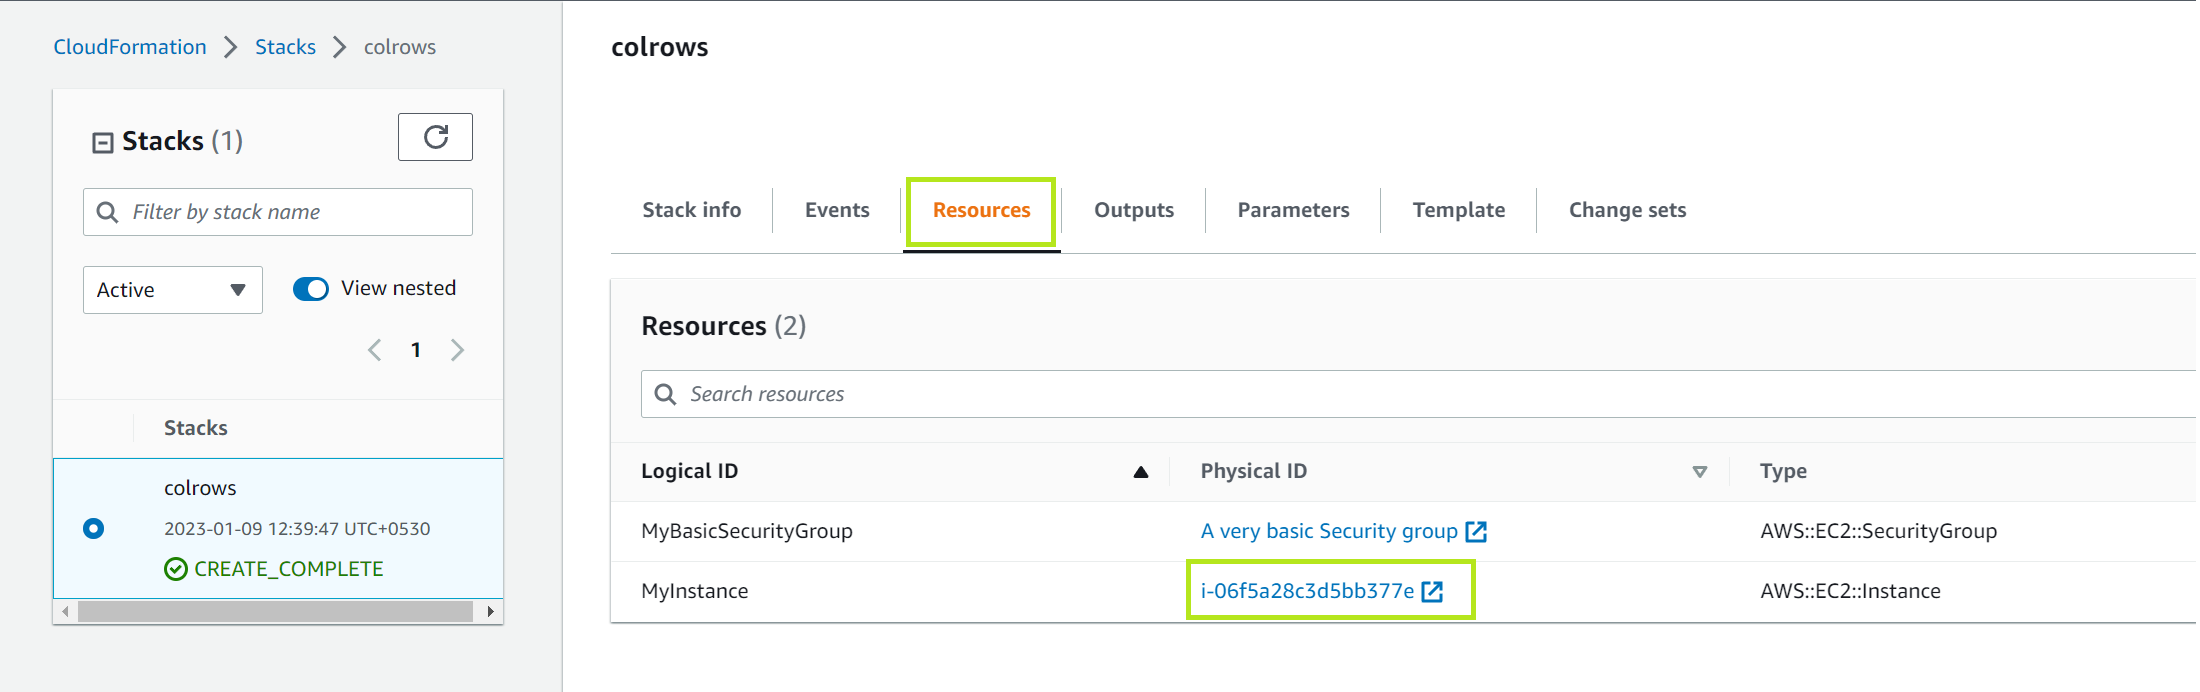 CloudFormation > Stacks > colrows
Stacks (1)
Filter by stack name
Active
View nested
1
Stacks
colrows
2023-01-09 12:39:47 UTC+0530
CREATE_COMPLETE
colrows
Stack info
Events
Resources
Outputs
Parameters
Template
Change sets
Resources (2)
Search resources
Logical ID
Physical ID
Type
MyBasicSecurityGroup
A very basic Security group
AWS::EC2::SecurityGroup
MyInstance
i-06f5a28c3d5bb377e
AWS::EC2::Instance